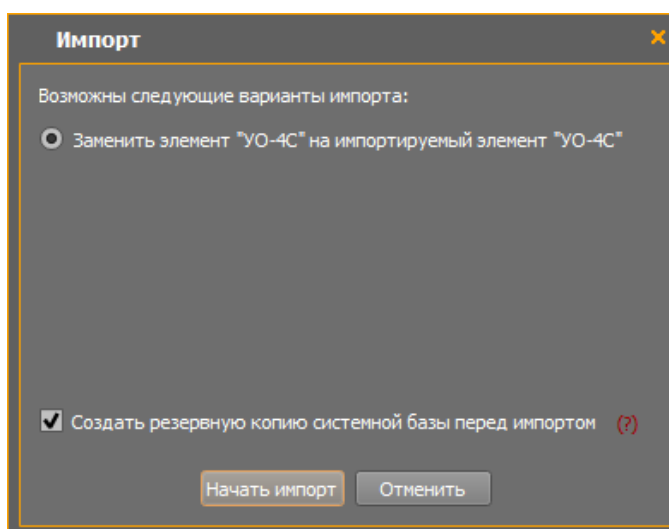 Импорт
Возможны следующие варианты импорта:
Заменить элемент "УО-4С" на импортируемый элемент "УО-4С"
Создать резервную копию системной базы перед импортом (?)
Начать импорт Отменить